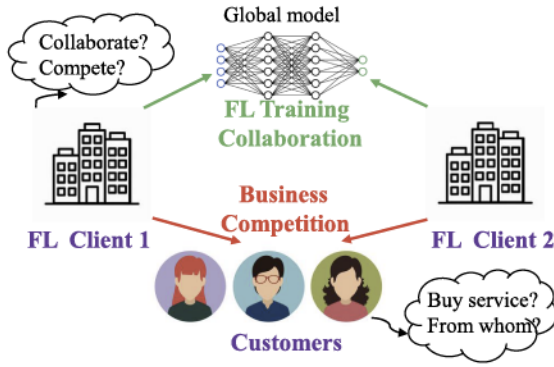 Global model
Collaborate?
Compete?
FL Training
Collaboration
Business
Competition
FL Client 1
FL Client 2
Customers
Buy service?
From whom?